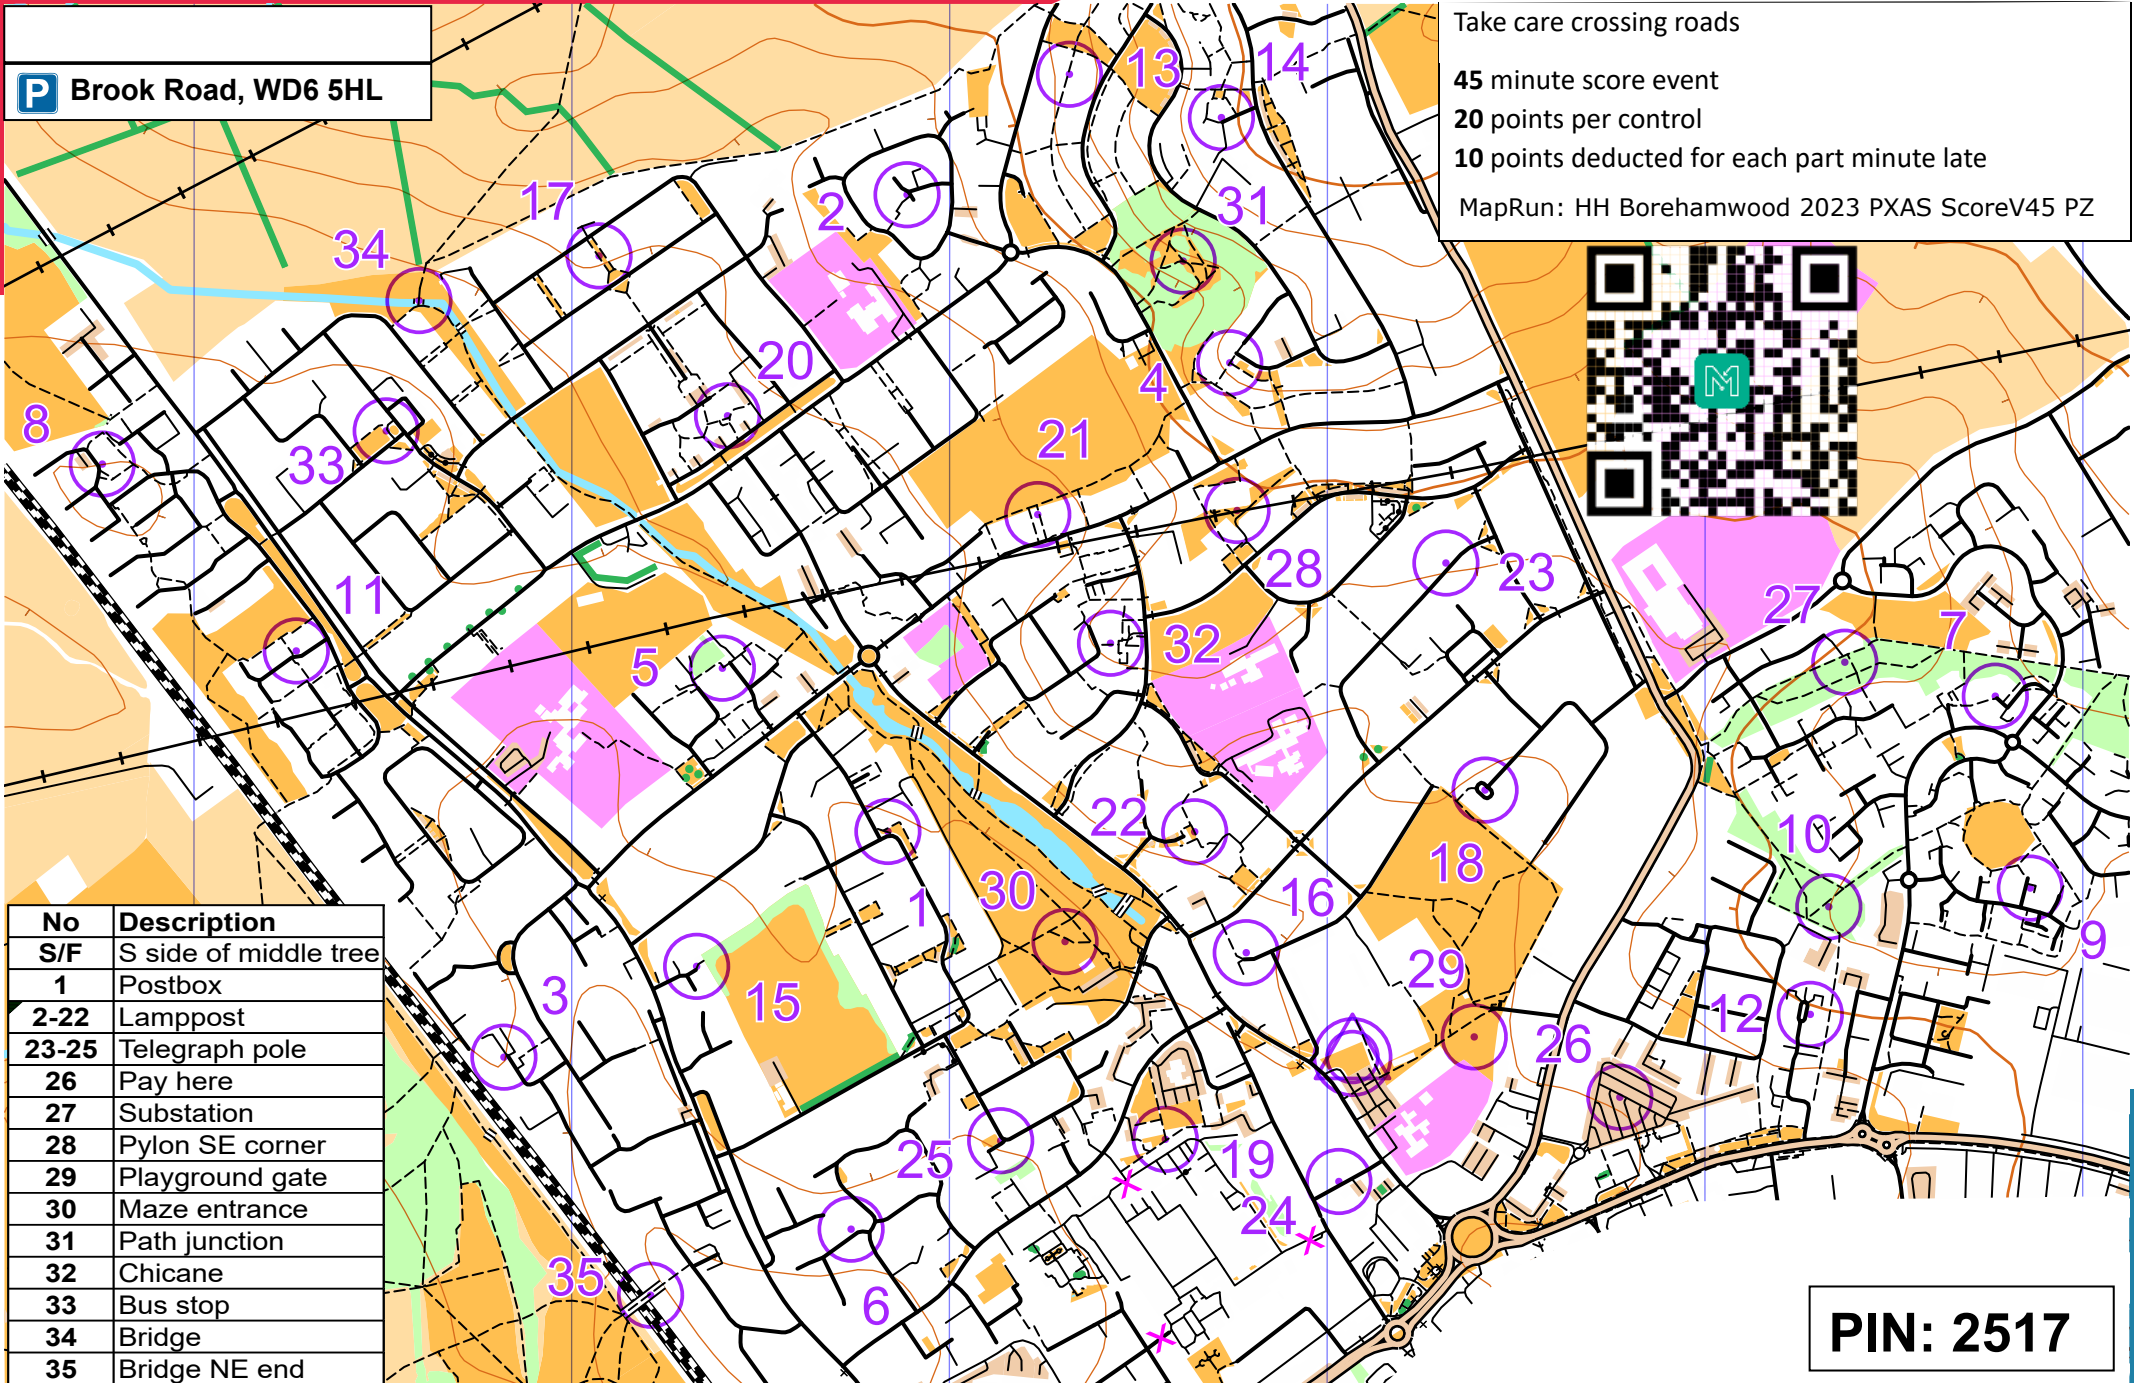 P Brook Road, WD6 5HL
Take care crossing roads
45 minute score event
20 points per control
10 points deducted for each part minute late
MapRun: HH Borehamwood 2023 PXAS ScoreV45 PZ
M
13
14
17
2
31
34
20
4
8
21
33
11
28
23
27
7
5
32
22
10
18
1
30
16
9
3
15
29
12
26
25
19
24
35
6
No Description
S/F S side of middle tree
1 Postbox
2-22 Lamppost
23-25 Telegraph pole
26 Pay here
27 Substation
28 Pylon SE corner
29 Playground gate
30 Maze entrance
31 Path junction
32 Chicane
33 Bus stop
34 Bridge
35 Bridge NE end
PIN: 2517